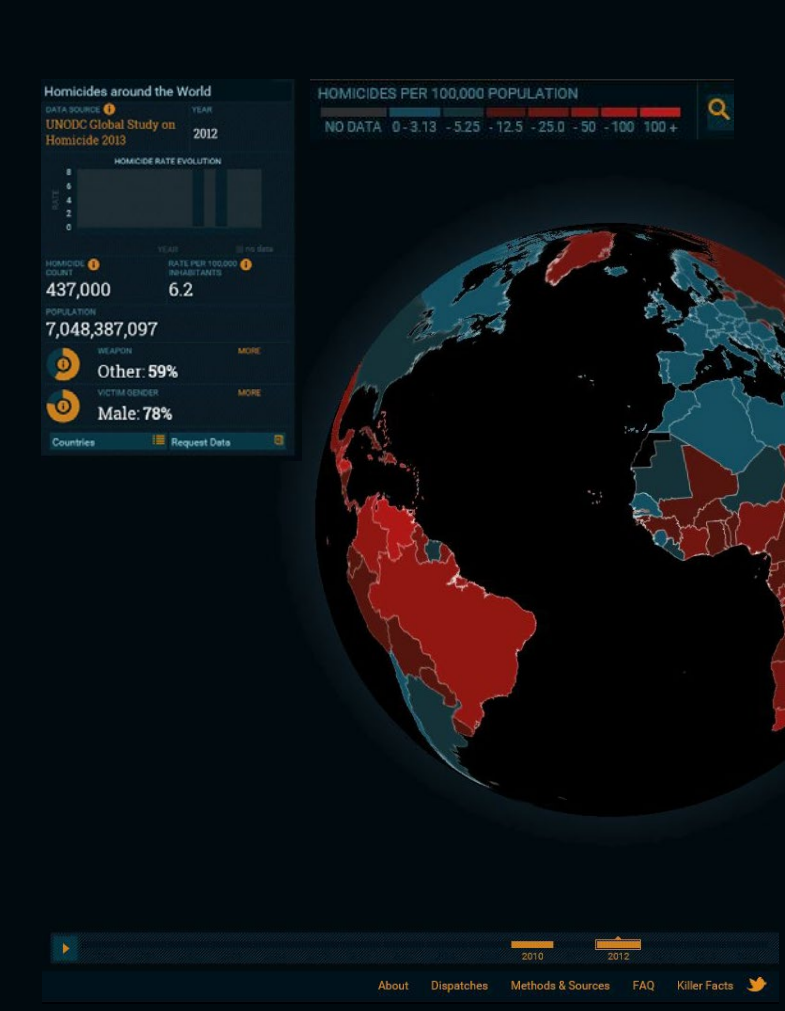 Homicides around the World
DATA SOURCE
YEAR
UNODC Global Study on
Homicide 2013
2012
HOMICIDE RATE EVOLUTION
8
6
4
2
0
RATE
YEAR
no data
HOMICIDE
COUNT
437,000
RATE PER 100,000
INHABITANTS
6.2
POPULATION
7,048,387,097
WEAPON
MORE
Other: 59%
VICTIM GENDER
MORE
Male: 78%
Countries
Request Data
HOMICIDES PER 100,000 POPULATION
NO DATA 0 - 3.13 - 5.25 - 12.5 - 25.0 - 50 - 100 100 +
2010
2012
About Dispatches Methods & Sources FAQ Killer Facts